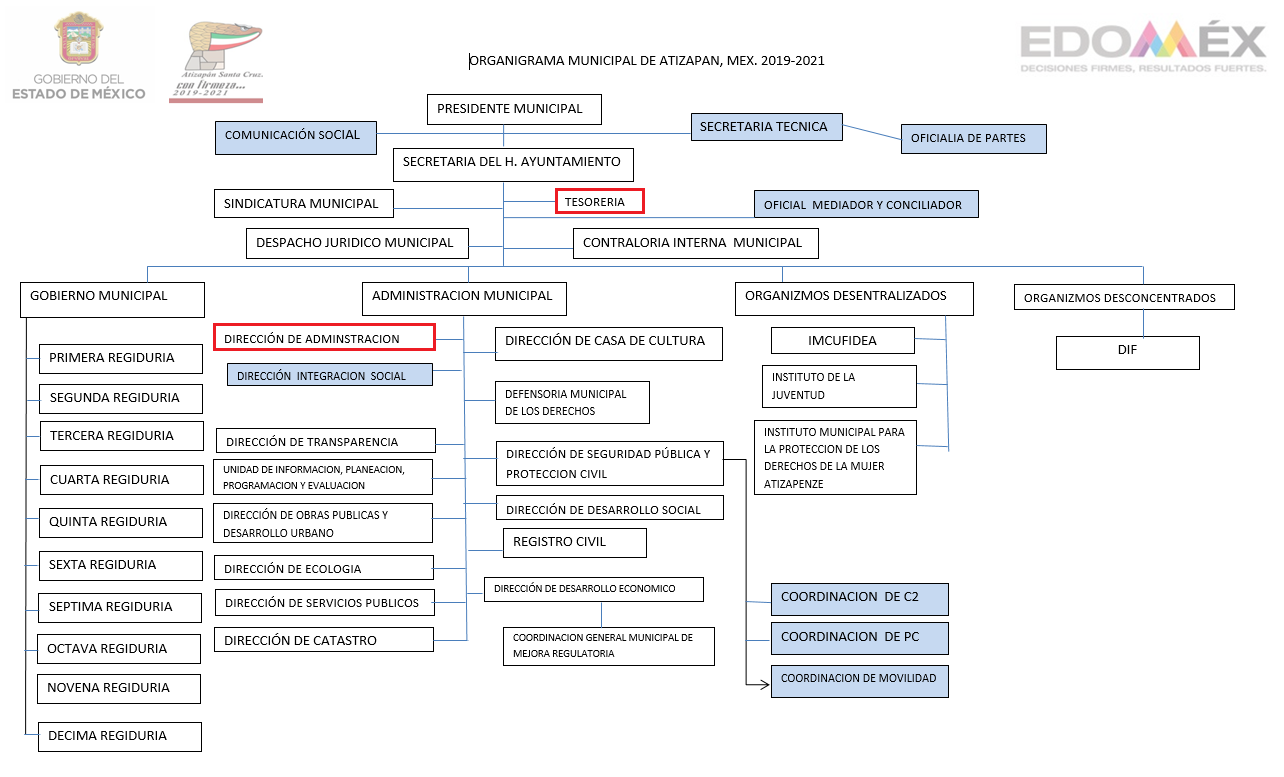 GOBIERNO DEL
ESTADO DE MÉXICO
Atizapán Santa Cruz.
con firmeza...
2019-2021
EDOMÉX
DECISIONES FIRMES, RESULTADOS FUERTES.
ORGANIGRAMA MUNICIPAL DE ATIZAPAN, MEX. 2019-2021
PRESIDENTE MUNICIPAL
COMUNICACIÓN SOCIAL
SECRETARIA TECNICA
OFICIALIA DE PARTES
SECRETARIA DEL H. AYUNTAMIENTO
SINDICATURA MUNICIPAL
TESORERIA
OFICIAL MEDIADOR Y CONCILIADOR
DESPACHO JURIDICO MUNICIPAL
CONTRALORIA INTERNA MUNICIPAL
GOBIERNO MUNICIPAL
PRIMERA REGIDURIA
SEGUNDA REGIDURIA
TERCERA REGIDURIA
CUARTA REGIDURIA
QUINTA REGIDURIA
SEXTA REGIDURIA
SEPTIMA REGIDURIA
OCTAVA REGIDURIA
NOVENA REGIDURIA
DECIMA REGIDURIA
ADMINISTRACION MUNICIPAL
DIRECCIÓN DE ADMINSTRACION
DIRECCIÓN INTEGRACION SOCIAL
DIRECCIÓN DE TRANSPARENCIA
UNIDAD DE INFORMACION, PLANEACION,
PROGRAMACION Y EVALUACION
DIRECCIÓN DE OBRAS PUBLICAS Y
DESARROLLO URBANO
DIRECCIÓN DE ECOLOGIA
DIRECCIÓN DE SERVICIOS PUBLICOS
DIRECCIÓN DE CATASTRO
DIRECCIÓN DE CASA DE CULTURA
DEFENSORIA MUNICIPAL
DE LOS DERECHOS
DIRECCIÓN DE SEGURIDAD PÚBLICA Y
PROTECCION CIVIL
DIRECCIÓN DE DESARROLLO SOCIAL
REGISTRO CIVIL
DIRECCIÓN DE DESARROLLO ECONOMICO
COORDINACION GENERAL MUNICIPAL DE
MEJORA REGULATORIA
ORGANIZMOS DESENTRALIZADOS
IMCUFIDEA
INSTITUTO DE LA
JUVENTUD
INSTITUTO MUNICIPAL PARA
LA PROTECCION DE LOS
DERECHOS DE LA MUJER
ATIZAPENZE
COORDINACION DE C2
COORDINACION DE PC
COORDINACION DE MOVILIDAD
ORGANIZMOS DESCONCENTRADOS
DIF